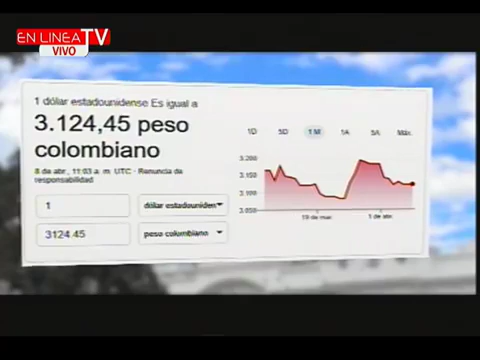 EN LINEA TV
VIVO
1 dólar estadounidense Es igual a
3.124,45 peso
colombiano
8 de abr., 11:03 a. m. UTC · Renuncia de
responsabilidad
1D 5D 1M 1A 5A Máx.
1 dólar estadouniden
3124.45 peso colombiano
3.200
3.150
3.100
3.050
19 de mar. 1 de abr.